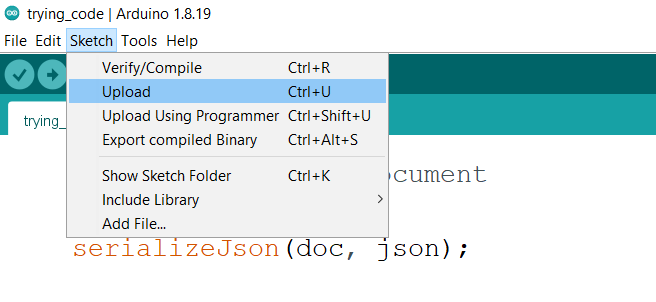 trying_code | Arduino 1.8.19
File Edit Sketch Tools Help
Verify/Compile Ctrl+R
Upload Ctrl+U
trying_
Upload Using Programmer Ctrl+Shift+U
Export compiled Binary Ctrl+Alt+S
Show Sketch Folder Ctrl+K
ocument
Include Library
Add File...
serializeJson(doc, json);